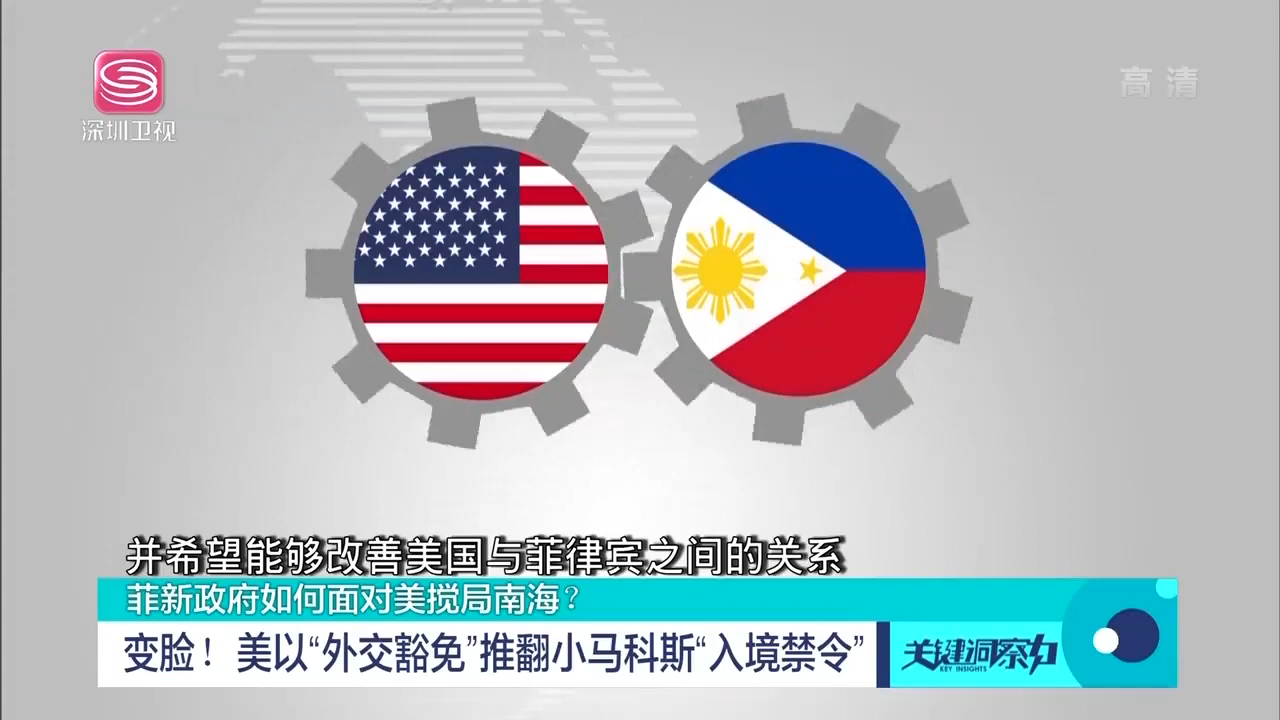 深圳卫视
高清
并希望能够改善美国与菲律宾之间的关系
菲新政府如何面对美搅局南海？
变脸！美以“外交豁免”推翻小马科斯“入境禁令”
关键洞察力
KEY INSIGHTS